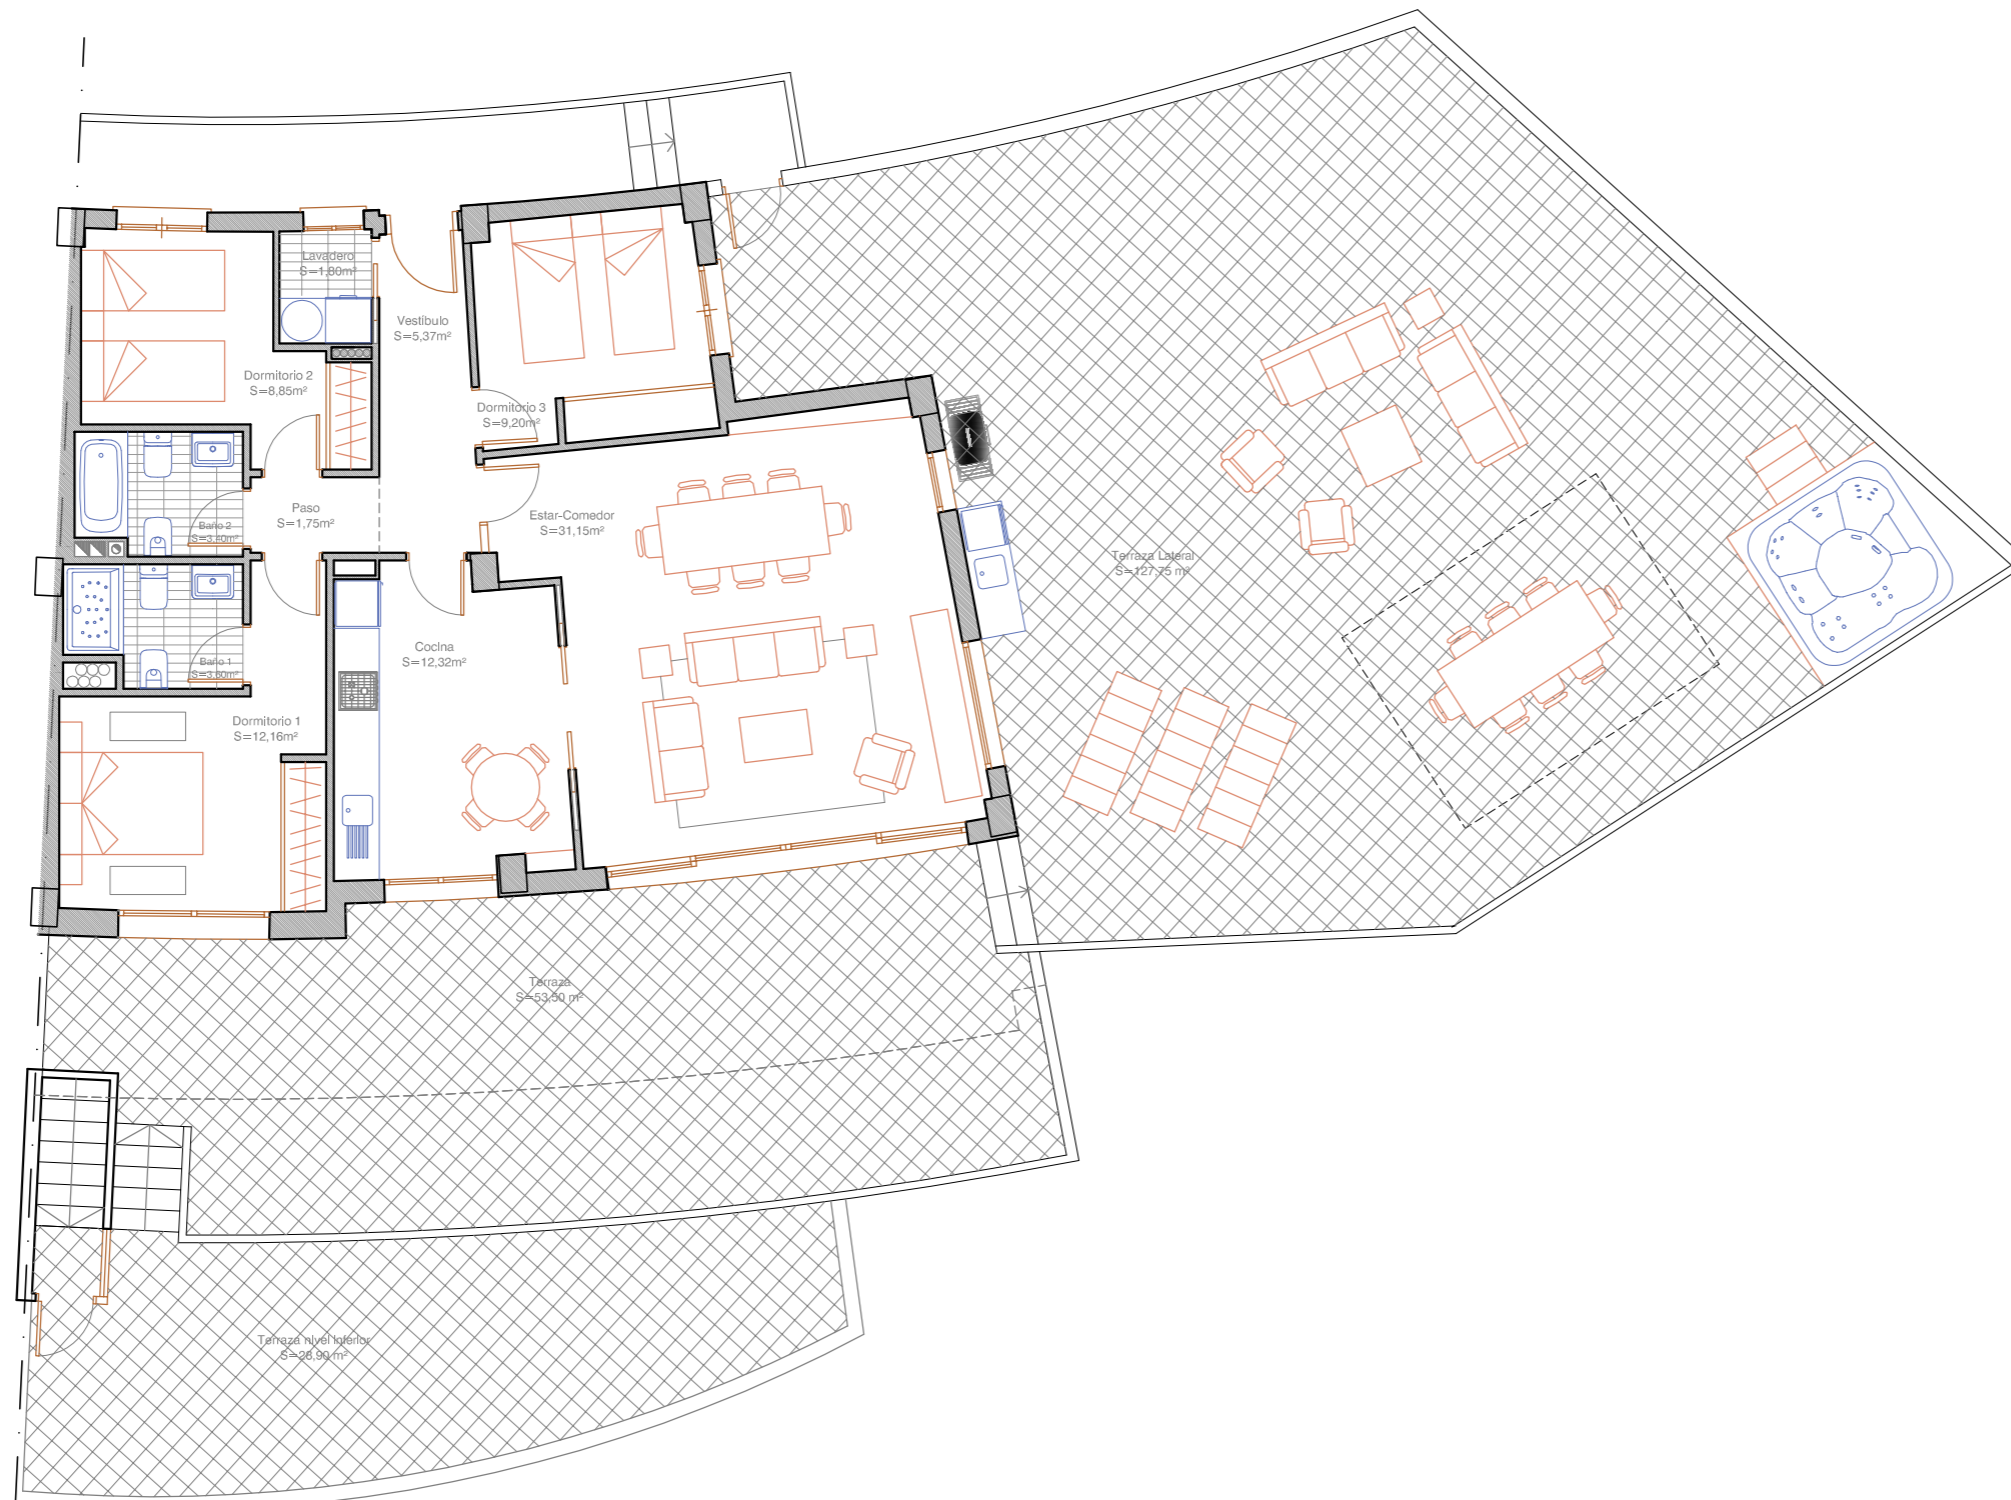 Lavadero
S=1,80m²
Vestíbulo
S=5,37m²
Dormitorio 2
S=8,85m²
Dormitorio 3
S=9,20m²
Baño 2
S=3,40m²
Paso
S=1,75m²
Estar-Comedor
S=31,15m²
Terraza Lateral
S=127,75 m²
Baño 1
S=3,60m²
Cocina
S=12,32m²
Dormitorio 1
S=12,16m²
Terraza
S=53,50 m²
Terraza nivel inferior
S=28,90 m²